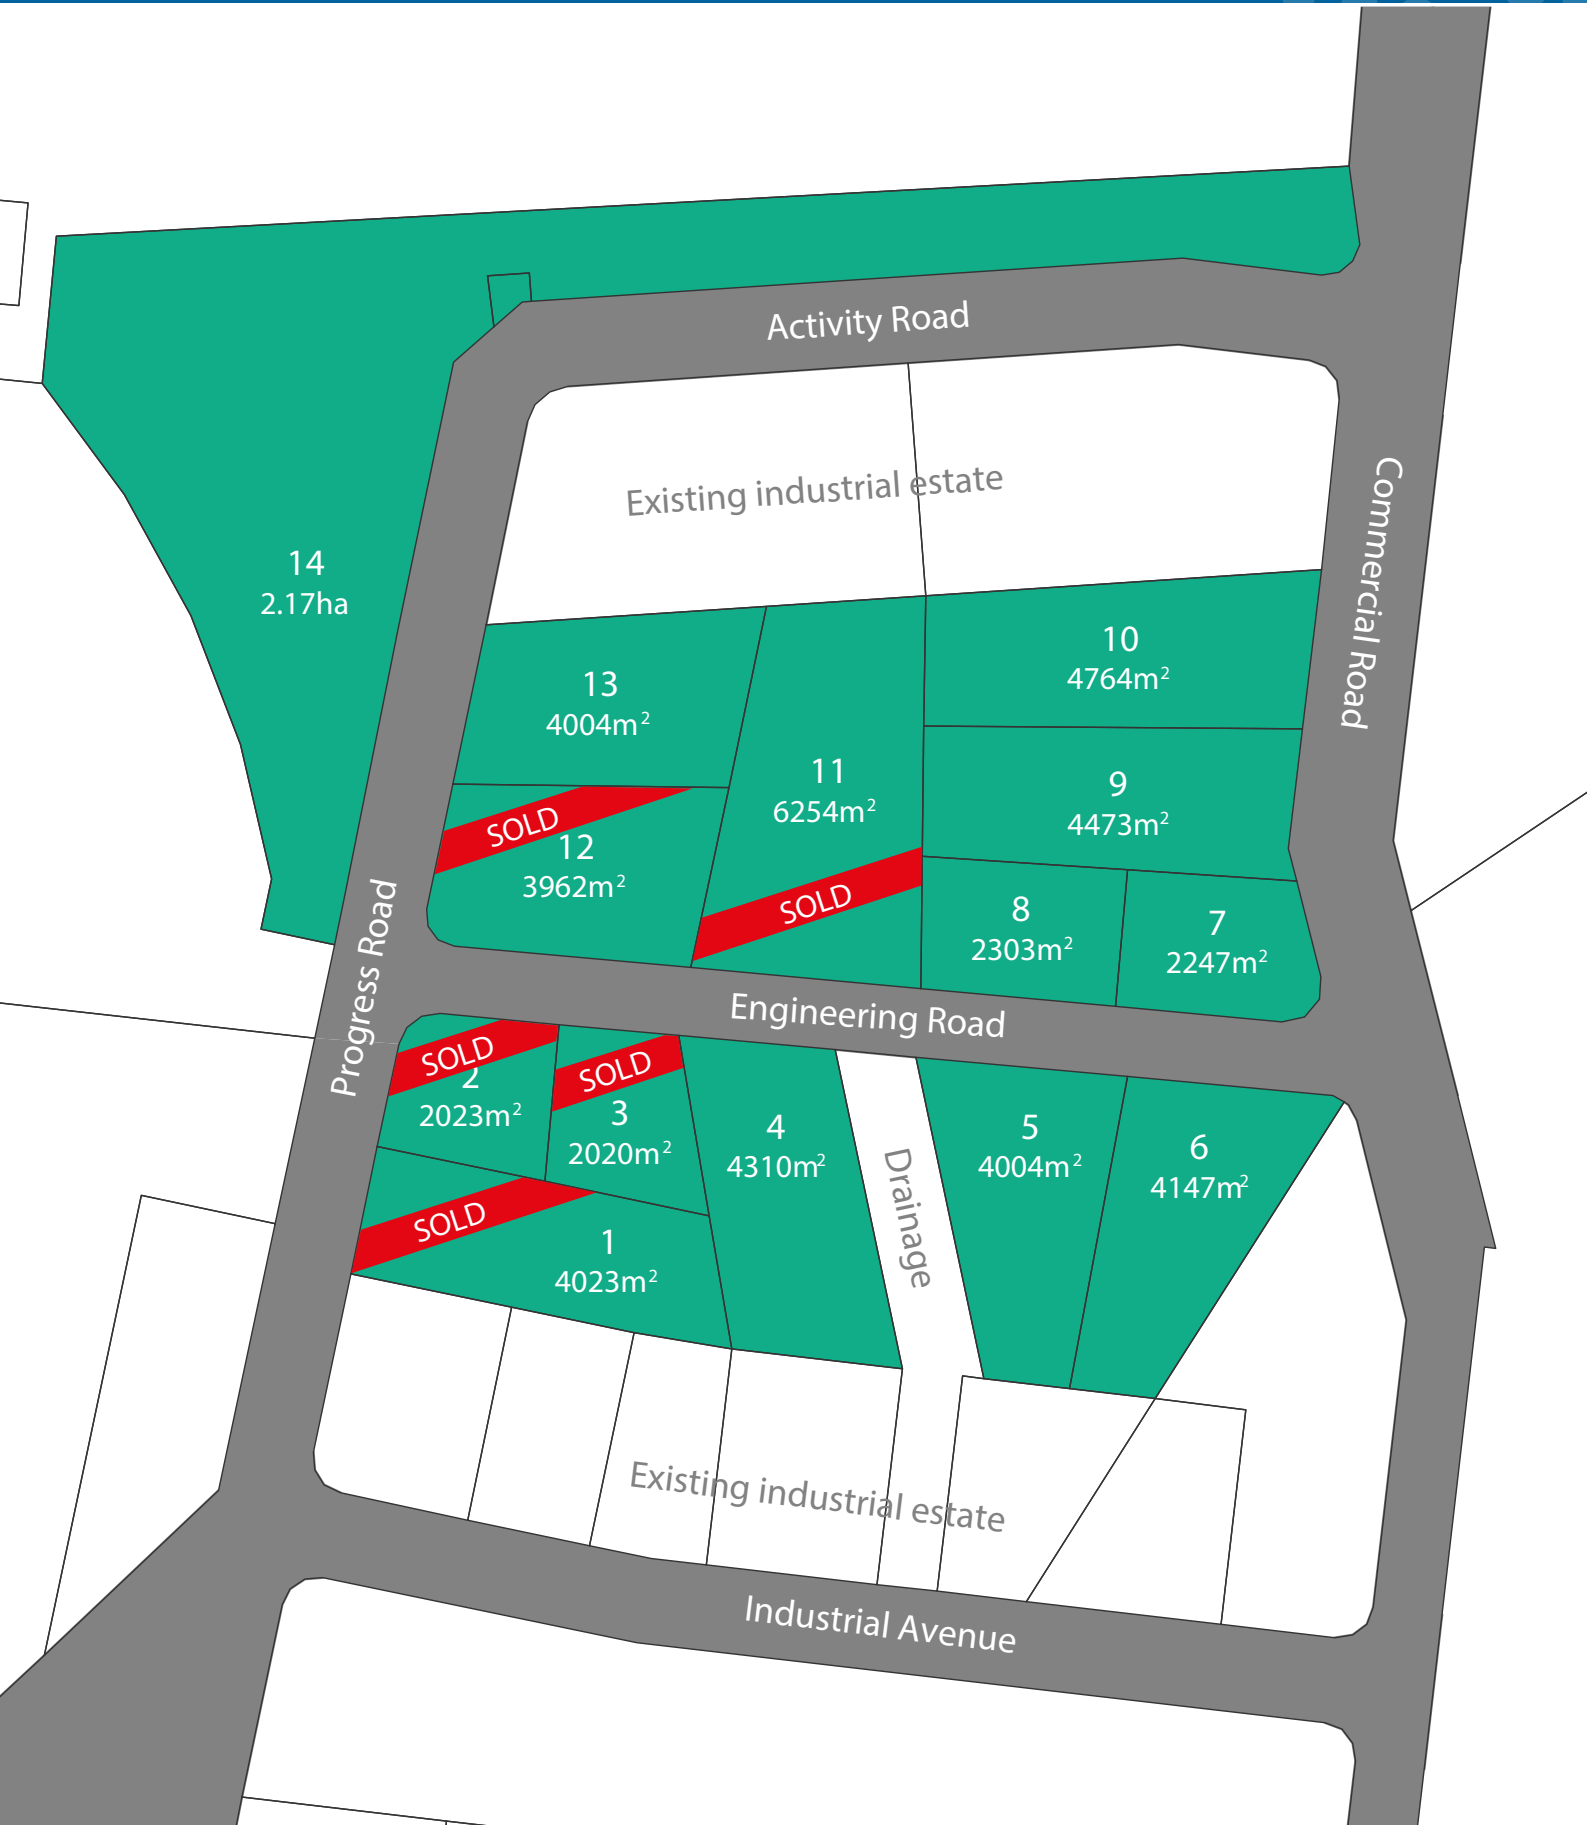 Activity Road
Existing industrial estate
Commercial Road
14
2.17ha
10
4764m²
13
4004m²
11
6254m²
SOLD
9
4473m²
SOLD
12
3962m²
8
2303m²
7
2247m²
Progress Road
Engineering Road
SOLD
2
2023m²
SOLD
3
2020m²
4
4310m²
Drainage
5
4004m²
6
4147m²
SOLD
1
4023m²
Existing industrial estate
Industrial Avenue